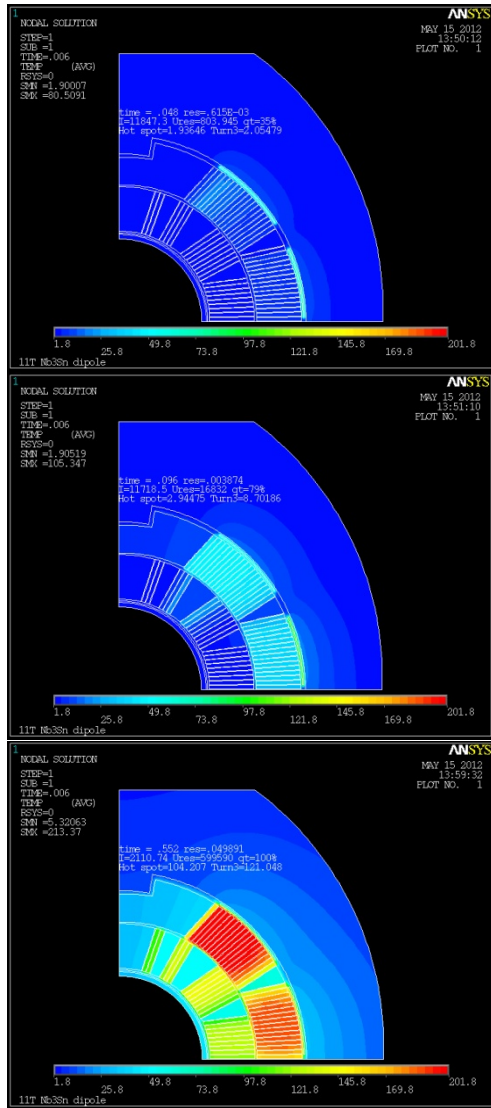 1
ANSYS
NODAL SOLUTION
MAY 15 2012
13:50:12
PLOT NO. 1
STEP=1
SUB =1
TIME=.006
TEMP (AVG)
RSYS=0
SMN =1.90007
SMX =80.5091
time = .048 res=.615E-03
I=11847.3 Ures=803.945 qt=35%
Hot spot=1.93646 Turn3=2.05479
1.8 49.8 97.8 145.8 201.8
25.8 73.8 121.8 169.8
11T Nb3Sn dipole
1
ANSYS
NODAL SOLUTION
MAY 15 2012
13:51:10
PLOT NO. 1
STEP=1
SUB =1
TIME=.006
TEMP (AVG)
RSYS=0
SMN =1.90519
SMX =105.347
time = .096 res=.003874
I=11718.5 Ures=16832 qt=79%
Hot spot=2.94475 Turn3=8.70186
1.8 49.8 97.8 145.8 201.8
25.8 73.8 121.8 169.8
11T Nb3Sn dipole
1
ANSYS
NODAL SOLUTION
MAY 15 2012
13:59:32
PLOT NO. 1
STEP=1
SUB =1
TIME=.006
TEMP (AVG)
RSYS=0
SMN =5.32063
SMX =213.37
time = .552 res=.049891
I=2110.74 Ures=599590 qt=100%
Hot spot=104.207 Turn3=121.048
1.8 49.8 97.8 145.8 201.8
25.8 73.8 121.8 169.8
11T Nb3Sn dipole